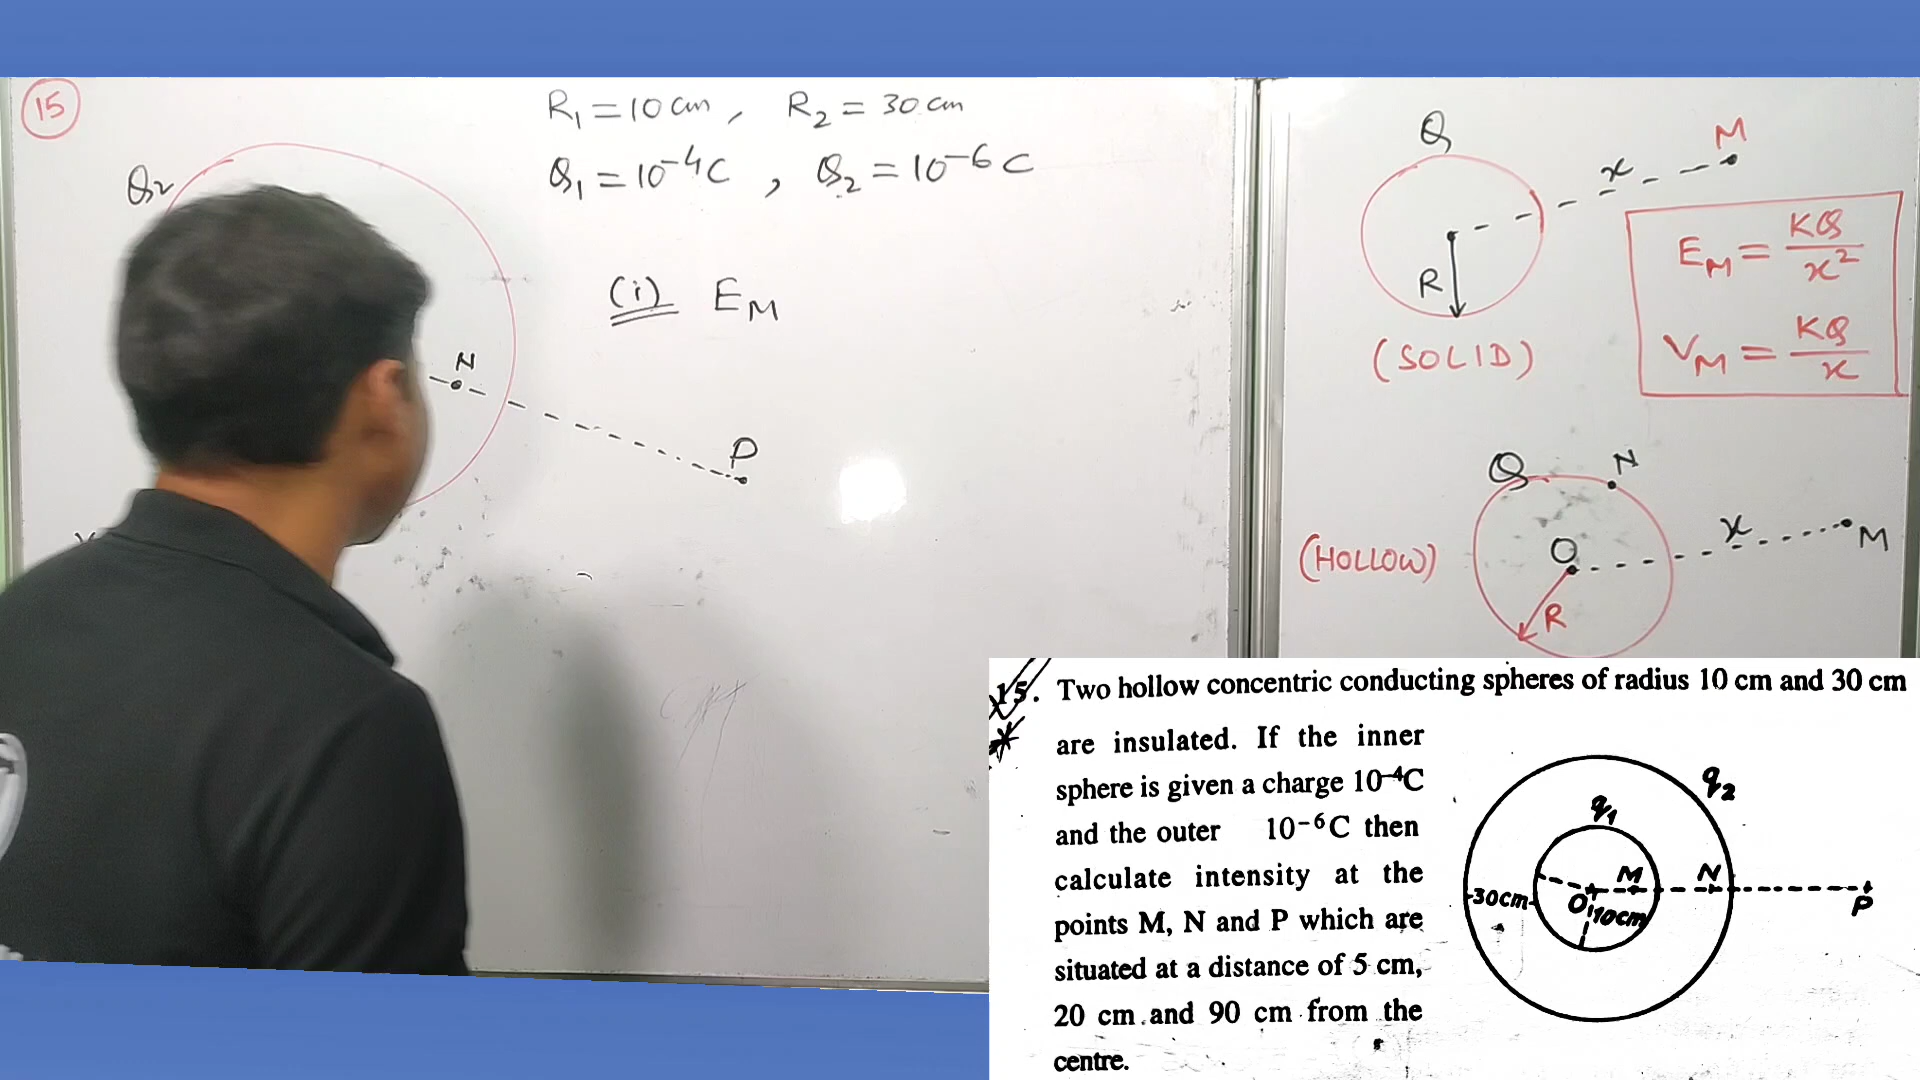 15
R₁ = 10 cm , R₂ = 30 cm
Q₁ = 10⁻⁴ C , Q₂ = 10⁻⁶ C
Q₂
(i) E_M
N
P
Q
M
x
R
(SOLID)
E_M = KQ / x²
V_M = KQ / x
Q
N
(HOLLOW)
O
x
M
R
15. Two hollow concentric conducting spheres of radius 10 cm and 30 cm
are insulated. If the inner
sphere is given a charge 10⁻⁴C
and the outer 10⁻⁶C then
calculate intensity at the
points M, N and P which are
situated at a distance of 5 cm,
20 cm and 90 cm from the
centre.
q₂
q₁
M
N
30cm
O
10cm
P